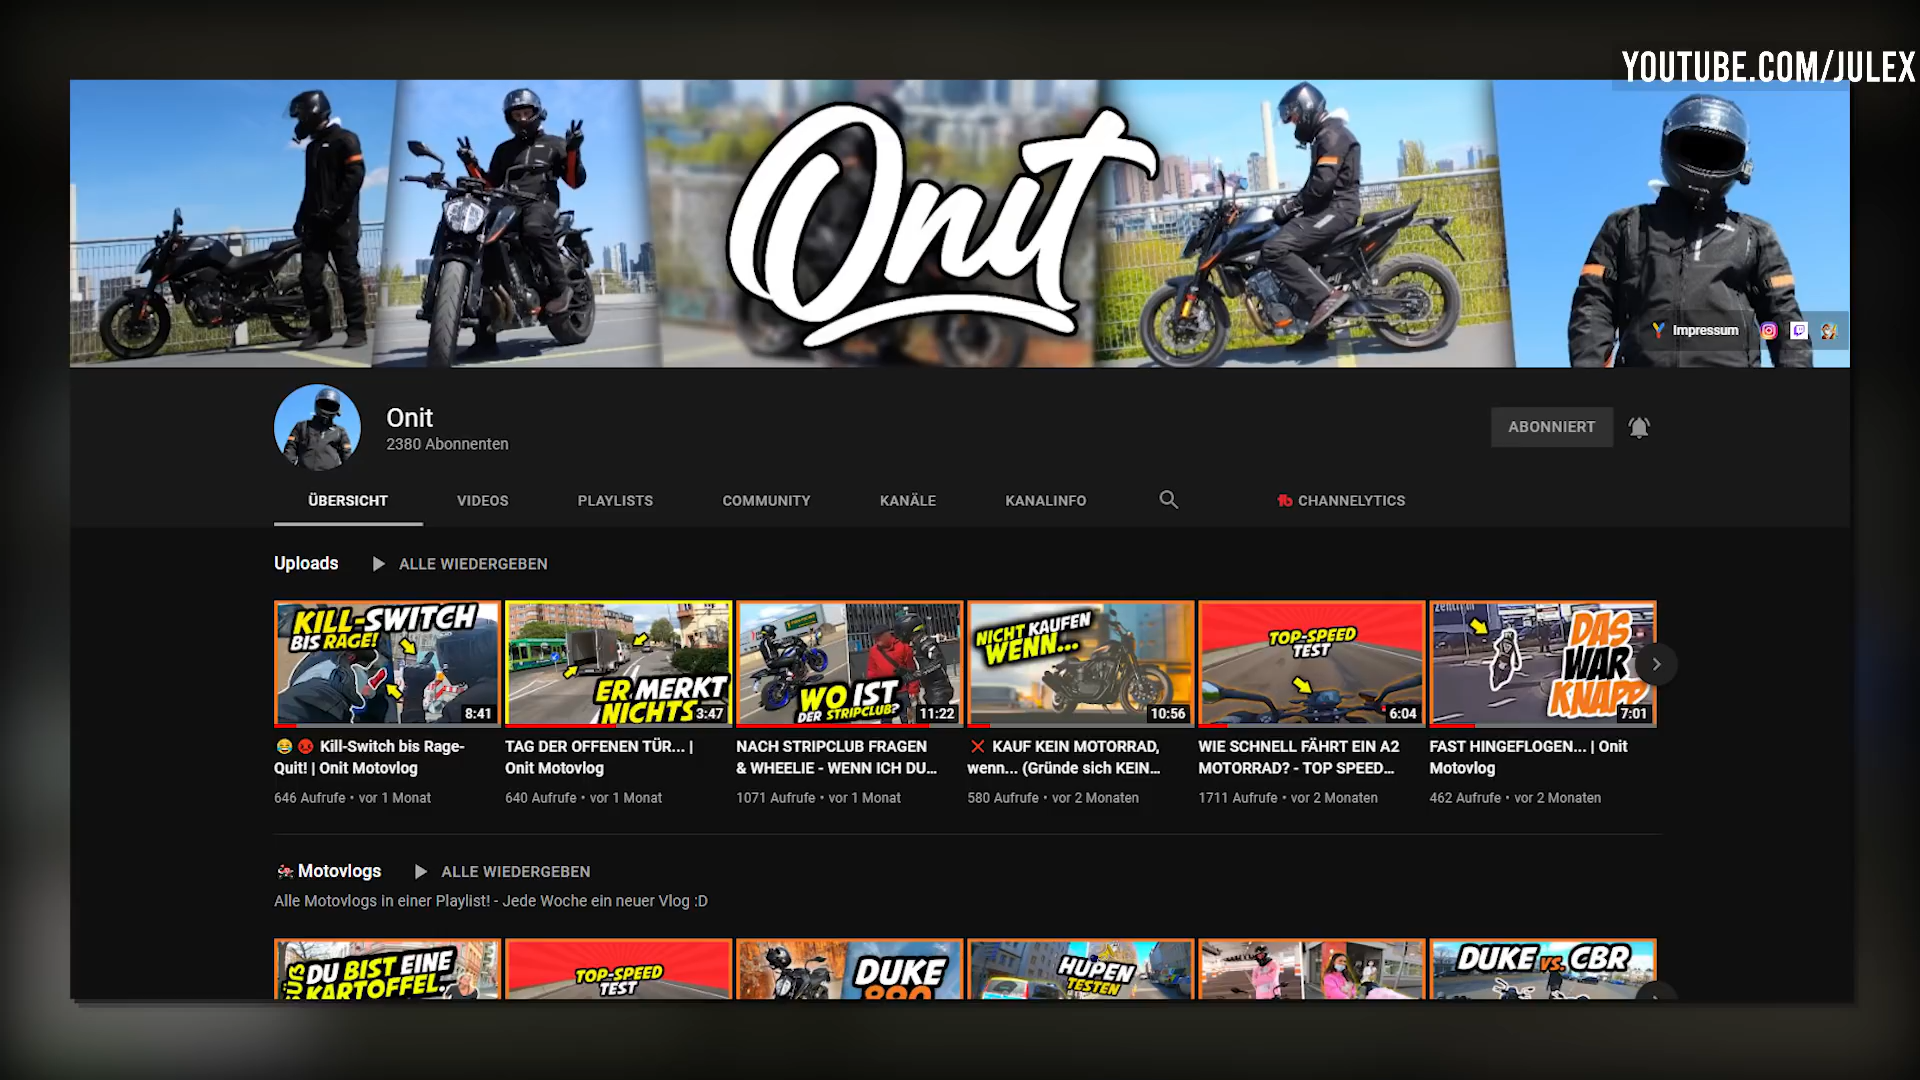 YOUTUBE.COM/JULEX
Onit
Impressum
Onit
2380 Abonnenten
ABONNIERT
ÜBERSICHT VIDEOS PLAYLISTS COMMUNITY KANÄLE KANALINFO CHANNELYTICS
Uploads ALLE WIEDERGEBEN
KILL-SWITCH
BIS RAGE!
8:41
ER MERKT
NICHTS
3:47
WO IST
DER STRIPCLUB?
11:22
NICHT KAUFEN
WENN...
10:56
TOP-SPEED
TEST
6:04
DAS
WAR
KNAPP
7:01
😂 😡 Kill-Switch bis Rage-
Quit! | Onit Motovlog
646 Aufrufe • vor 1 Monat
TAG DER OFFENEN TÜR... |
Onit Motovlog
640 Aufrufe • vor 1 Monat
NACH STRIPCLUB FRAGEN
& WHEELIE - WENN ICH DU...
1071 Aufrufe • vor 1 Monat
❌ KAUF KEIN MOTORRAD,
wenn... (Gründe sich KEIN...
580 Aufrufe • vor 2 Monaten
WIE SCHNELL FÄHRT EIN A2
MOTORRAD? - TOP SPEED...
1711 Aufrufe • vor 2 Monaten
FAST HINGEFLOGEN... | Onit
Motovlog
462 Aufrufe • vor 2 Monaten
Motovlogs ALLE WIEDERGEBEN
Alle Motovlogs in einer Playlist! - Jede Woche ein neuer Vlog :D
DU BIST EINE
KARTOFFEL.
TOP-SPEED
TEST
DUKE
890
HUPEN
TESTEN
DUKE VS. CBR